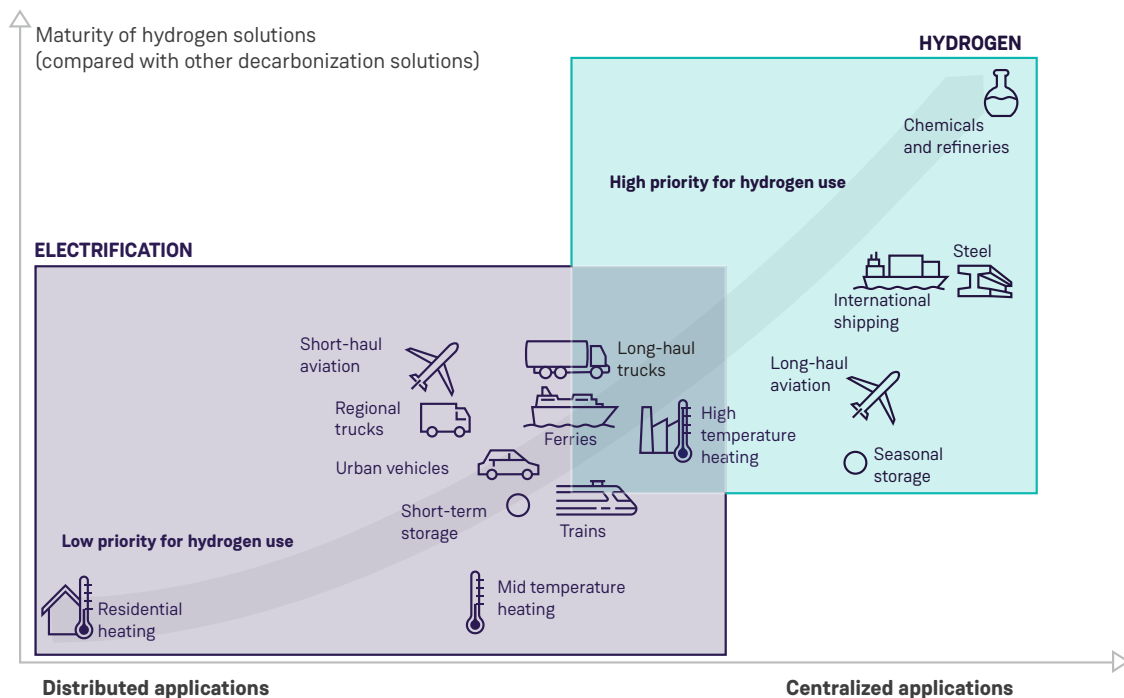 Maturity of hydrogen solutions
(compared with other decarbonization solutions)
HYDROGEN
Chemicals
and refineries
High priority for hydrogen use
ELECTRIFICATION
Steel
International
shipping
Short-haul
aviation
Long-haul
trucks
Long-haul
aviation
Regional
trucks
Ferries
High
temperature
heating
Urban vehicles
Seasonal
storage
Short-term
storage
Trains
Low priority for hydrogen use
Mid temperature
heating
Residential
heating
Distributed applications
Centralized applications